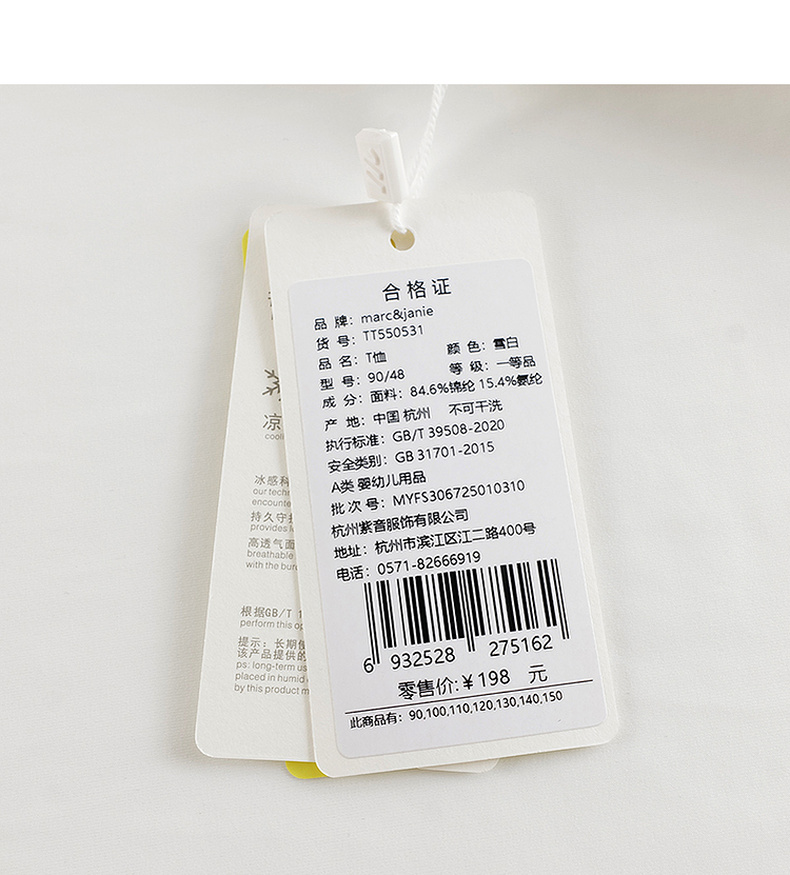 合格证
品 牌：marc&janie
货 号：TT550531
品 名：T恤 颜 色：雪白
型 号：90/48 等 级：一等品
成 分：面料：84.6%锦纶 15.4%氨纶
产 地：中国 杭州 不可干洗
执行标准：GB/T 39508-2020
安全类别：GB 31701-2015
A类 婴幼儿用品
批 次 号：MYFS306725010310
杭州紫音服饰有限公司
地址：杭州市滨江区江二路400号
电话：0571-82666919
6 932528 275162
零售价:￥198 元
此商品有：90,100,110,120,130,140,150
凉
cooli
冰感科
our techn
encounte
持久守护
provides l
高透气面
breathable
with the bur
根据GB/T 1
perform this op
提示：长期使
该产品提供的
ps: long-term us
placed in humid
by this product m